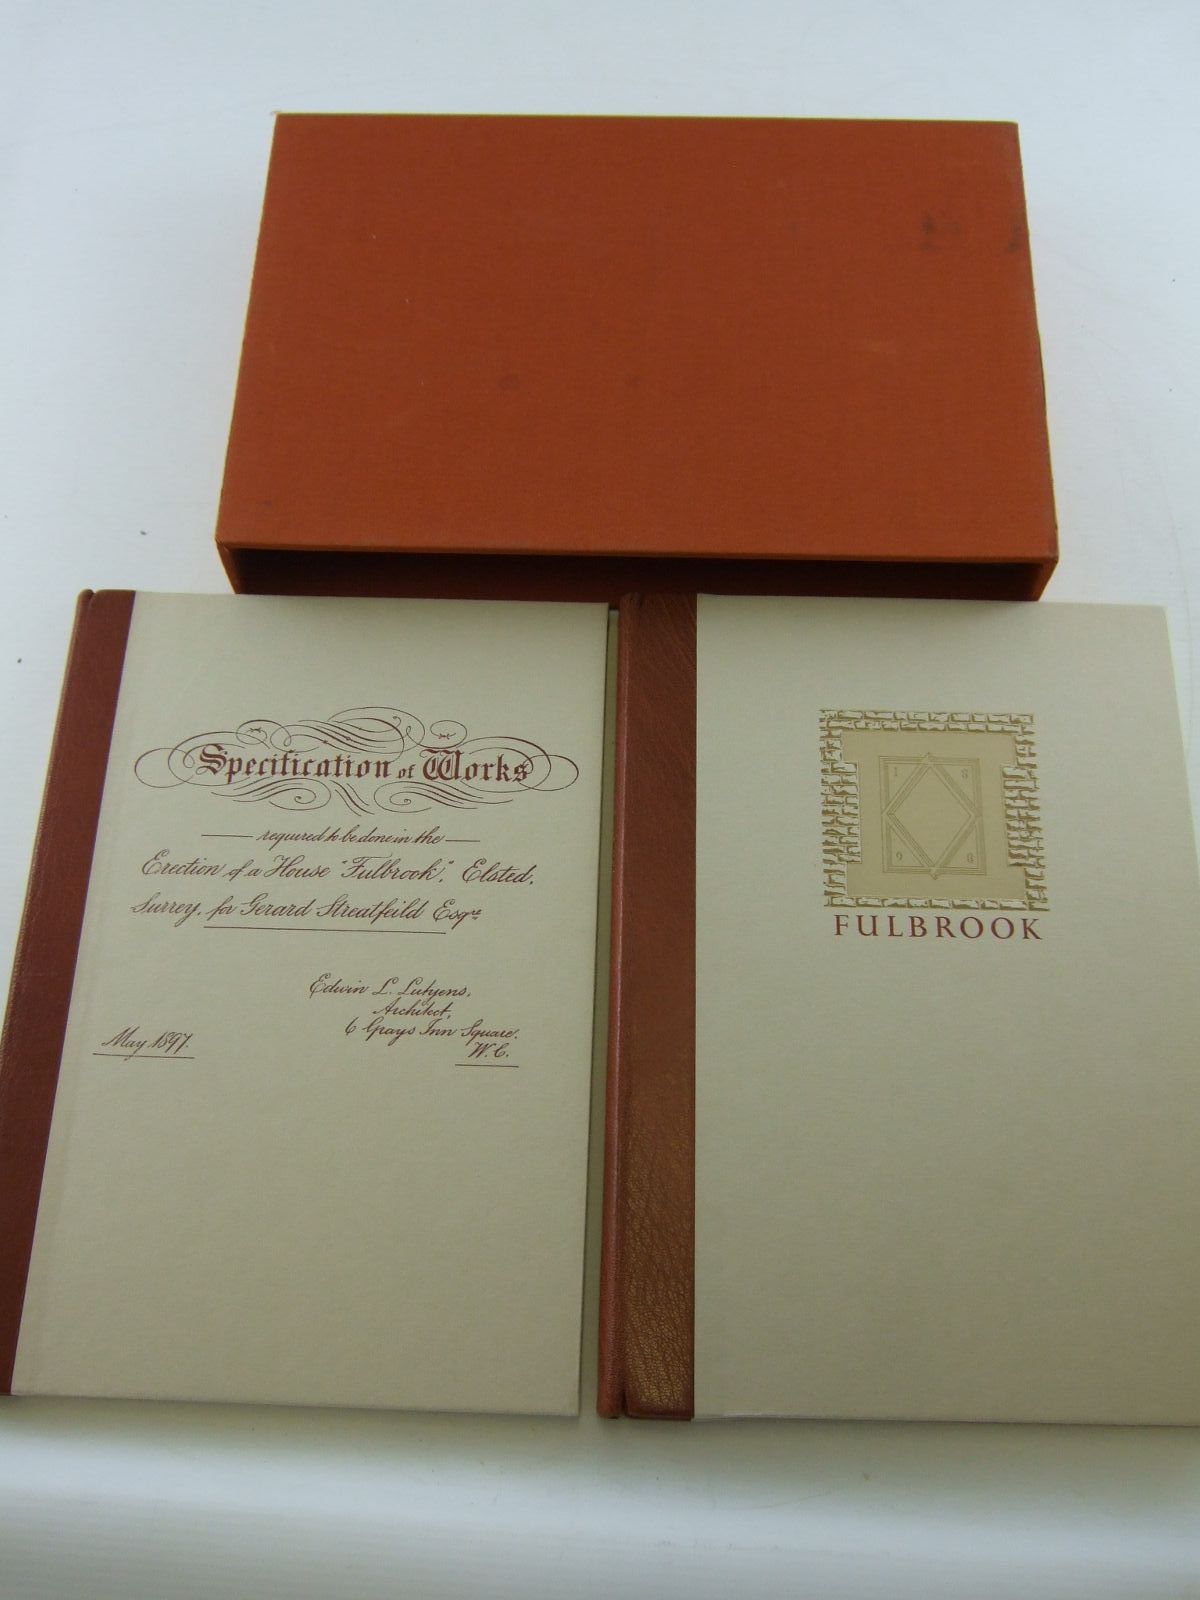 Specification of Works
required to be done in the
Erection of a House "Fulbrook", Elsted,
Surrey, for Gerard Streatfeild Esqre
Edwin L. Lutyens,
Architect,
6 Grays Inn Square.
W.C.
May 1897.
1 8
9 8
FULBROOK